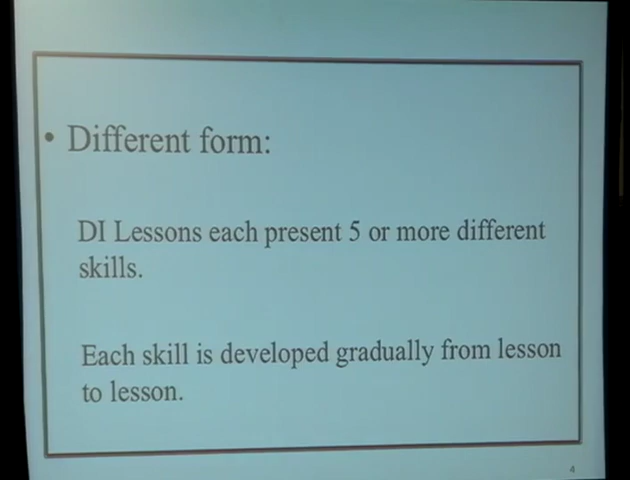 • Different form:
DI Lessons each present 5 or more different
skills.
Each skill is developed gradually from lesson
to lesson.
4